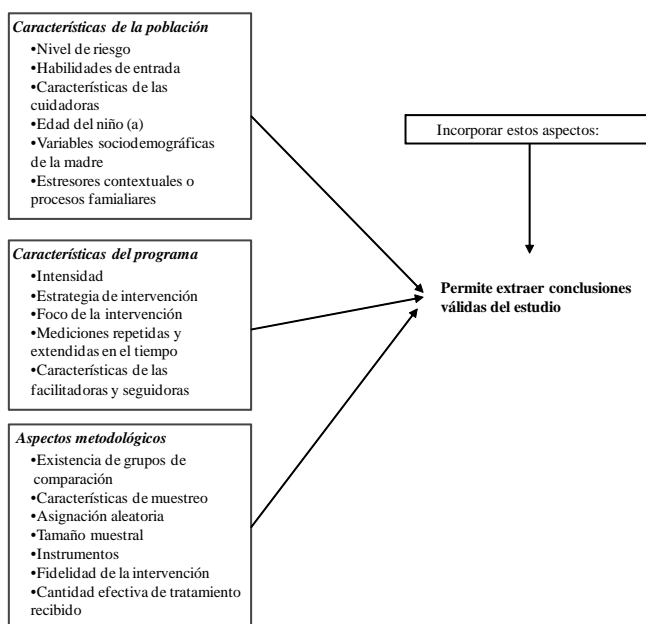 Características de la población
•Nivel de riesgo
•Habilidades de entrada
•Características de las
cuidadoras
•Edad del niño (a)
•Variables sociodemográficas
de la madre
•Estresores contextuales o
procesos famialiares
Incorporar estos aspectos:
Características del programa
•Intensidad
•Estrategia de intervención
•Foco de la intervención
•Mediciones repetidas y
extendidas en el tiempo
•Características de las
facilitadoras y seguidoras
Permite extraer conclusiones
válidas del estudio
Aspectos metodológicos
•Existencia de grupos de
comparación
•Características de muestreo
•Asignación aleatoria
•Tamaño muestral
•Instrumentos
•Fidelidad de la intervención
•Cantidad efectiva de tratamiento
recibido